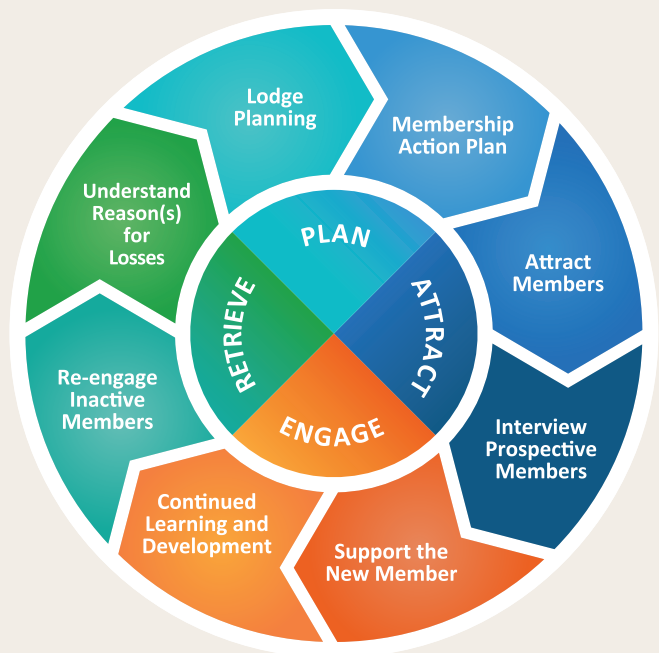 Lodge
Planning
Membership
Action Plan
Attract
Members
Interview
Prospective
Members
Support the
New Member
Continued
Learning and
Development
Re-engage
Inactive
Members
Understand
Reason(s)
for
Losses
PLAN
ATTRACT
ENGAGE
RETRIEVE